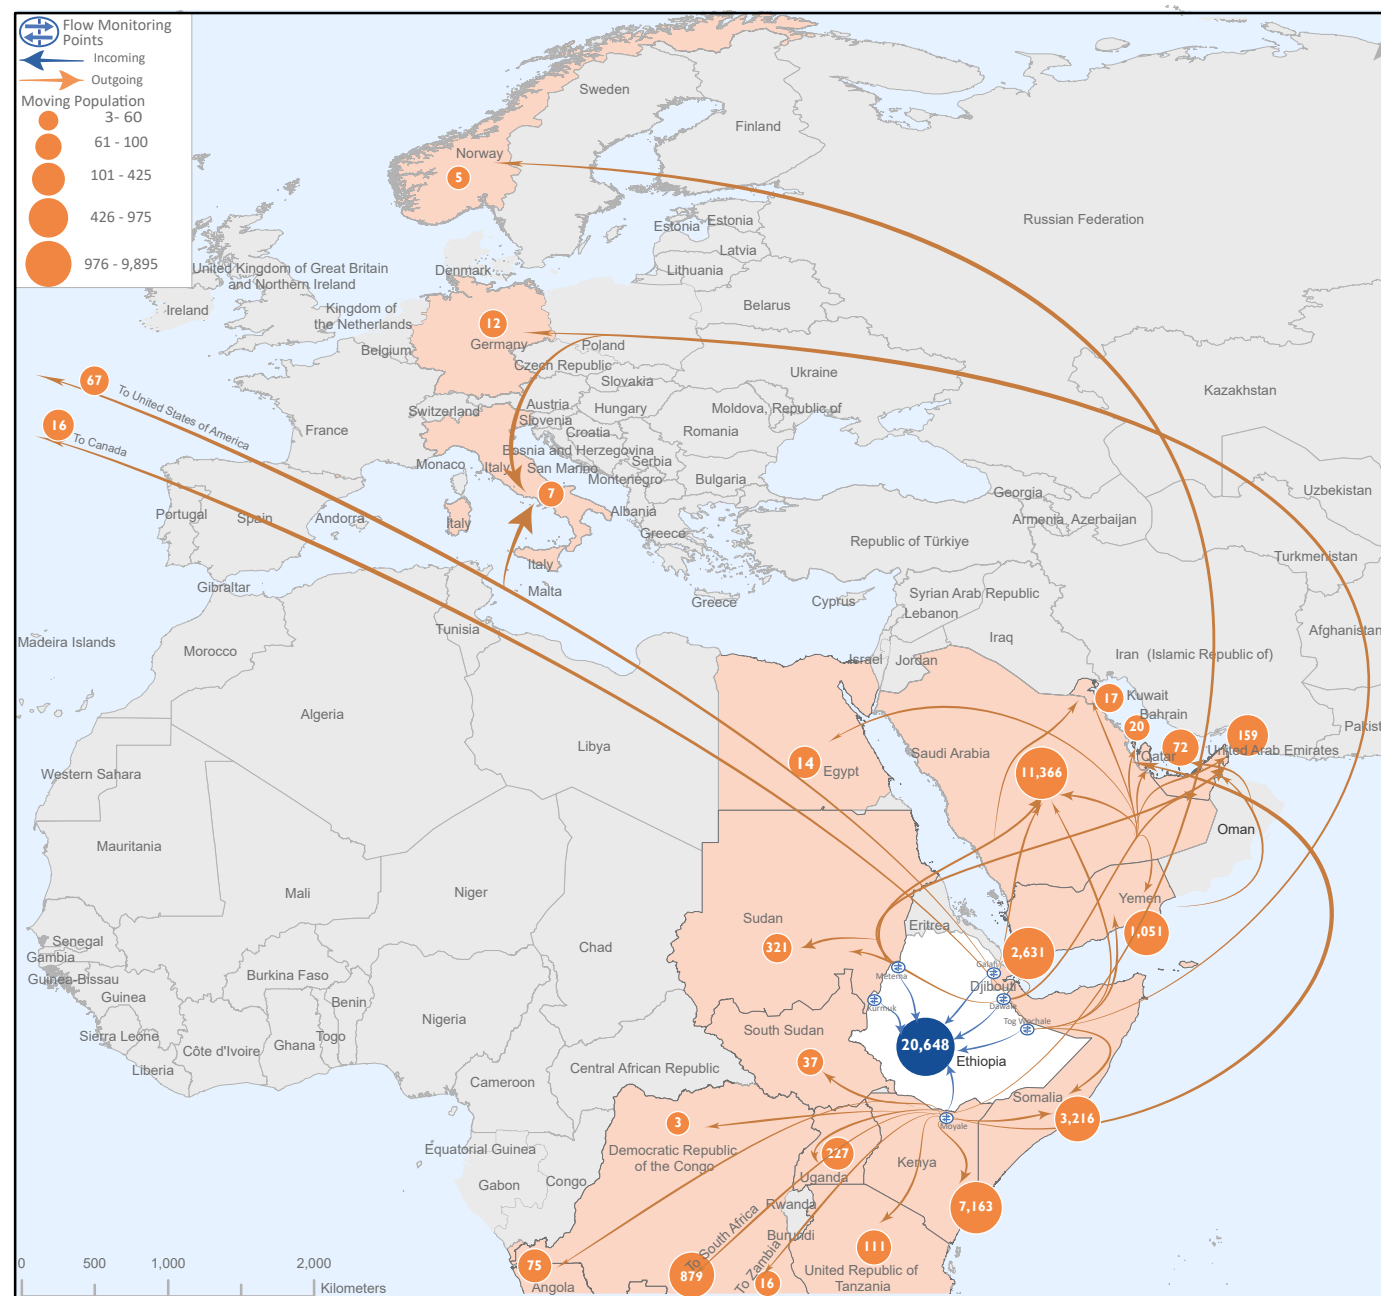 Flow Monitoring
Points
Incoming
Outgoing
Moving Population
3- 60
61 - 100
101 - 425
426 - 975
976 - 9,895
Sweden
Finland
Norway
5
Russian Federation
Estonia
Estonia
Latvia
Lithuania
Denmark
United Kingdom of Great Britain
and Northern Ireland
Ireland
Kingdom of
the Netherlands
Belarus
12
Germany
Belgium
Poland
Czech Republic
Ukraine
Slovakia
Kazakhstan
67
To United States of America
16
To Canada
Switzerland
Austria
Slovenia
Hungary
Moldova, Republic of
France
Croatia
Romania
Bosnia and Herzegovina
Serbia
Monaco
Italy
San Marino
Montenegro
Bulgaria
7
Uzbekistan
Georgia
Portugal
Spain
Andorra
Italy
Albania
Armenia
Azerbaijan
Greece
Republic of Türkiye
Turkmenistan
Italy
Gibraltar
Malta
Greece
Cyprus
Syrian Arab Republic
Lebanon
Madeira Islands
Tunisia
Iraq
Afghanistan
Morocco
Israel
Jordan
Iran (Islamic Republic of)
17
Kuwait
Bahrain
20
Algeria
Libya
72
159
Pakist
Qatar
United Arab Emirates
Saudi Arabia
11,366
14
Egypt
Western Sahara
Oman
Mauritania
Mali
Niger
Yemen
Sudan
Eritrea
1,051
Senegal
Chad
321
2,631
Gambia
Guinea-Bissau
Burkina Faso
Metema
Galafi
Djibouti
Guinea
Benin
Kurmuk
Dawale
Sierra Leone
Togo
Nigeria
Tog Wochale
Côte d'Ivoire
Ghana
South Sudan
20,648
Ethiopia
Liberia
37
Central African Republic
Cameroon
Somalia
3,216
3
Moyale
Equatorial Guinea
Democratic Republic
of the Congo
227
Kenya
Gabon
Congo
Uganda
Rwanda
7,163
To South Africa
Burundi
111
To Zambia
0
500
1,000
2,000
Kilometers
75
Angola
879
16
United Republic of
Tanzania